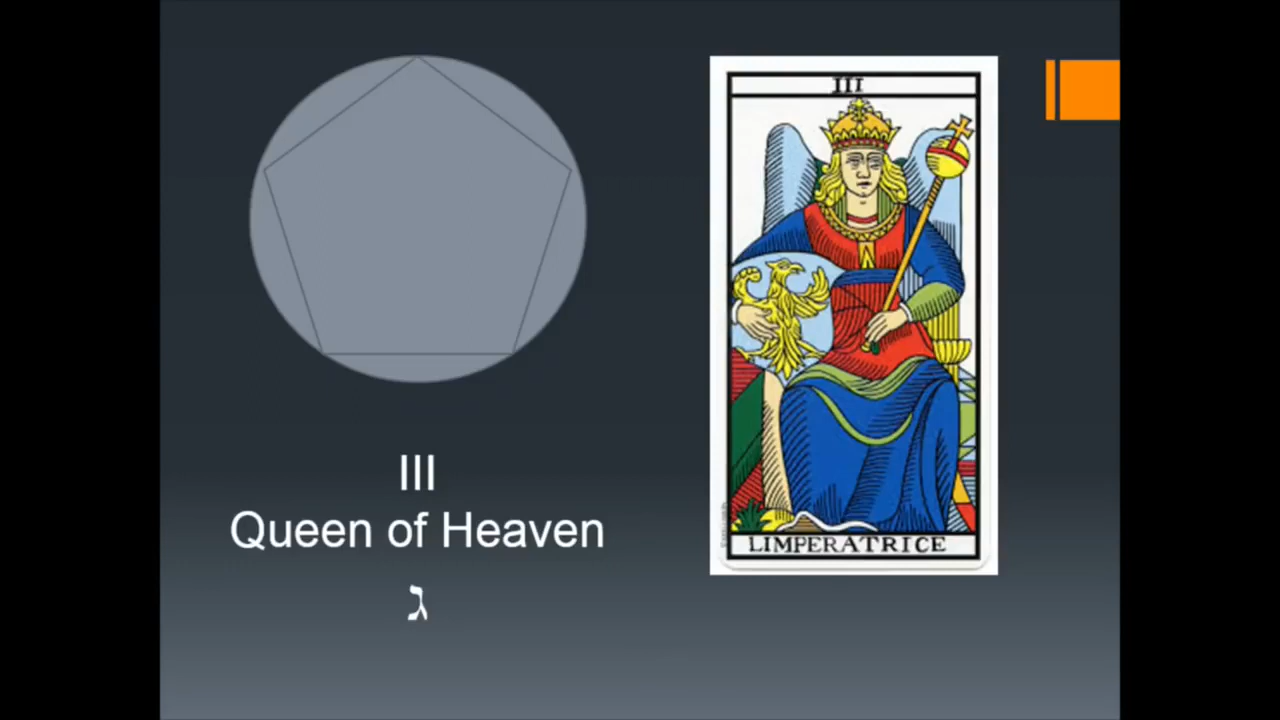 III
Queen of Heaven
ג
III
LIMPERATRICE